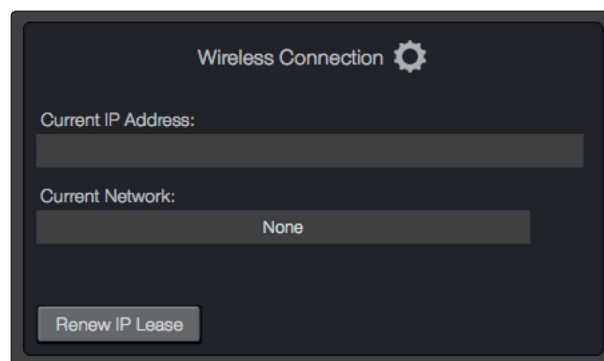 Wireless Connection
Current IP Address:
Current Network:
None
Renew IP Lease